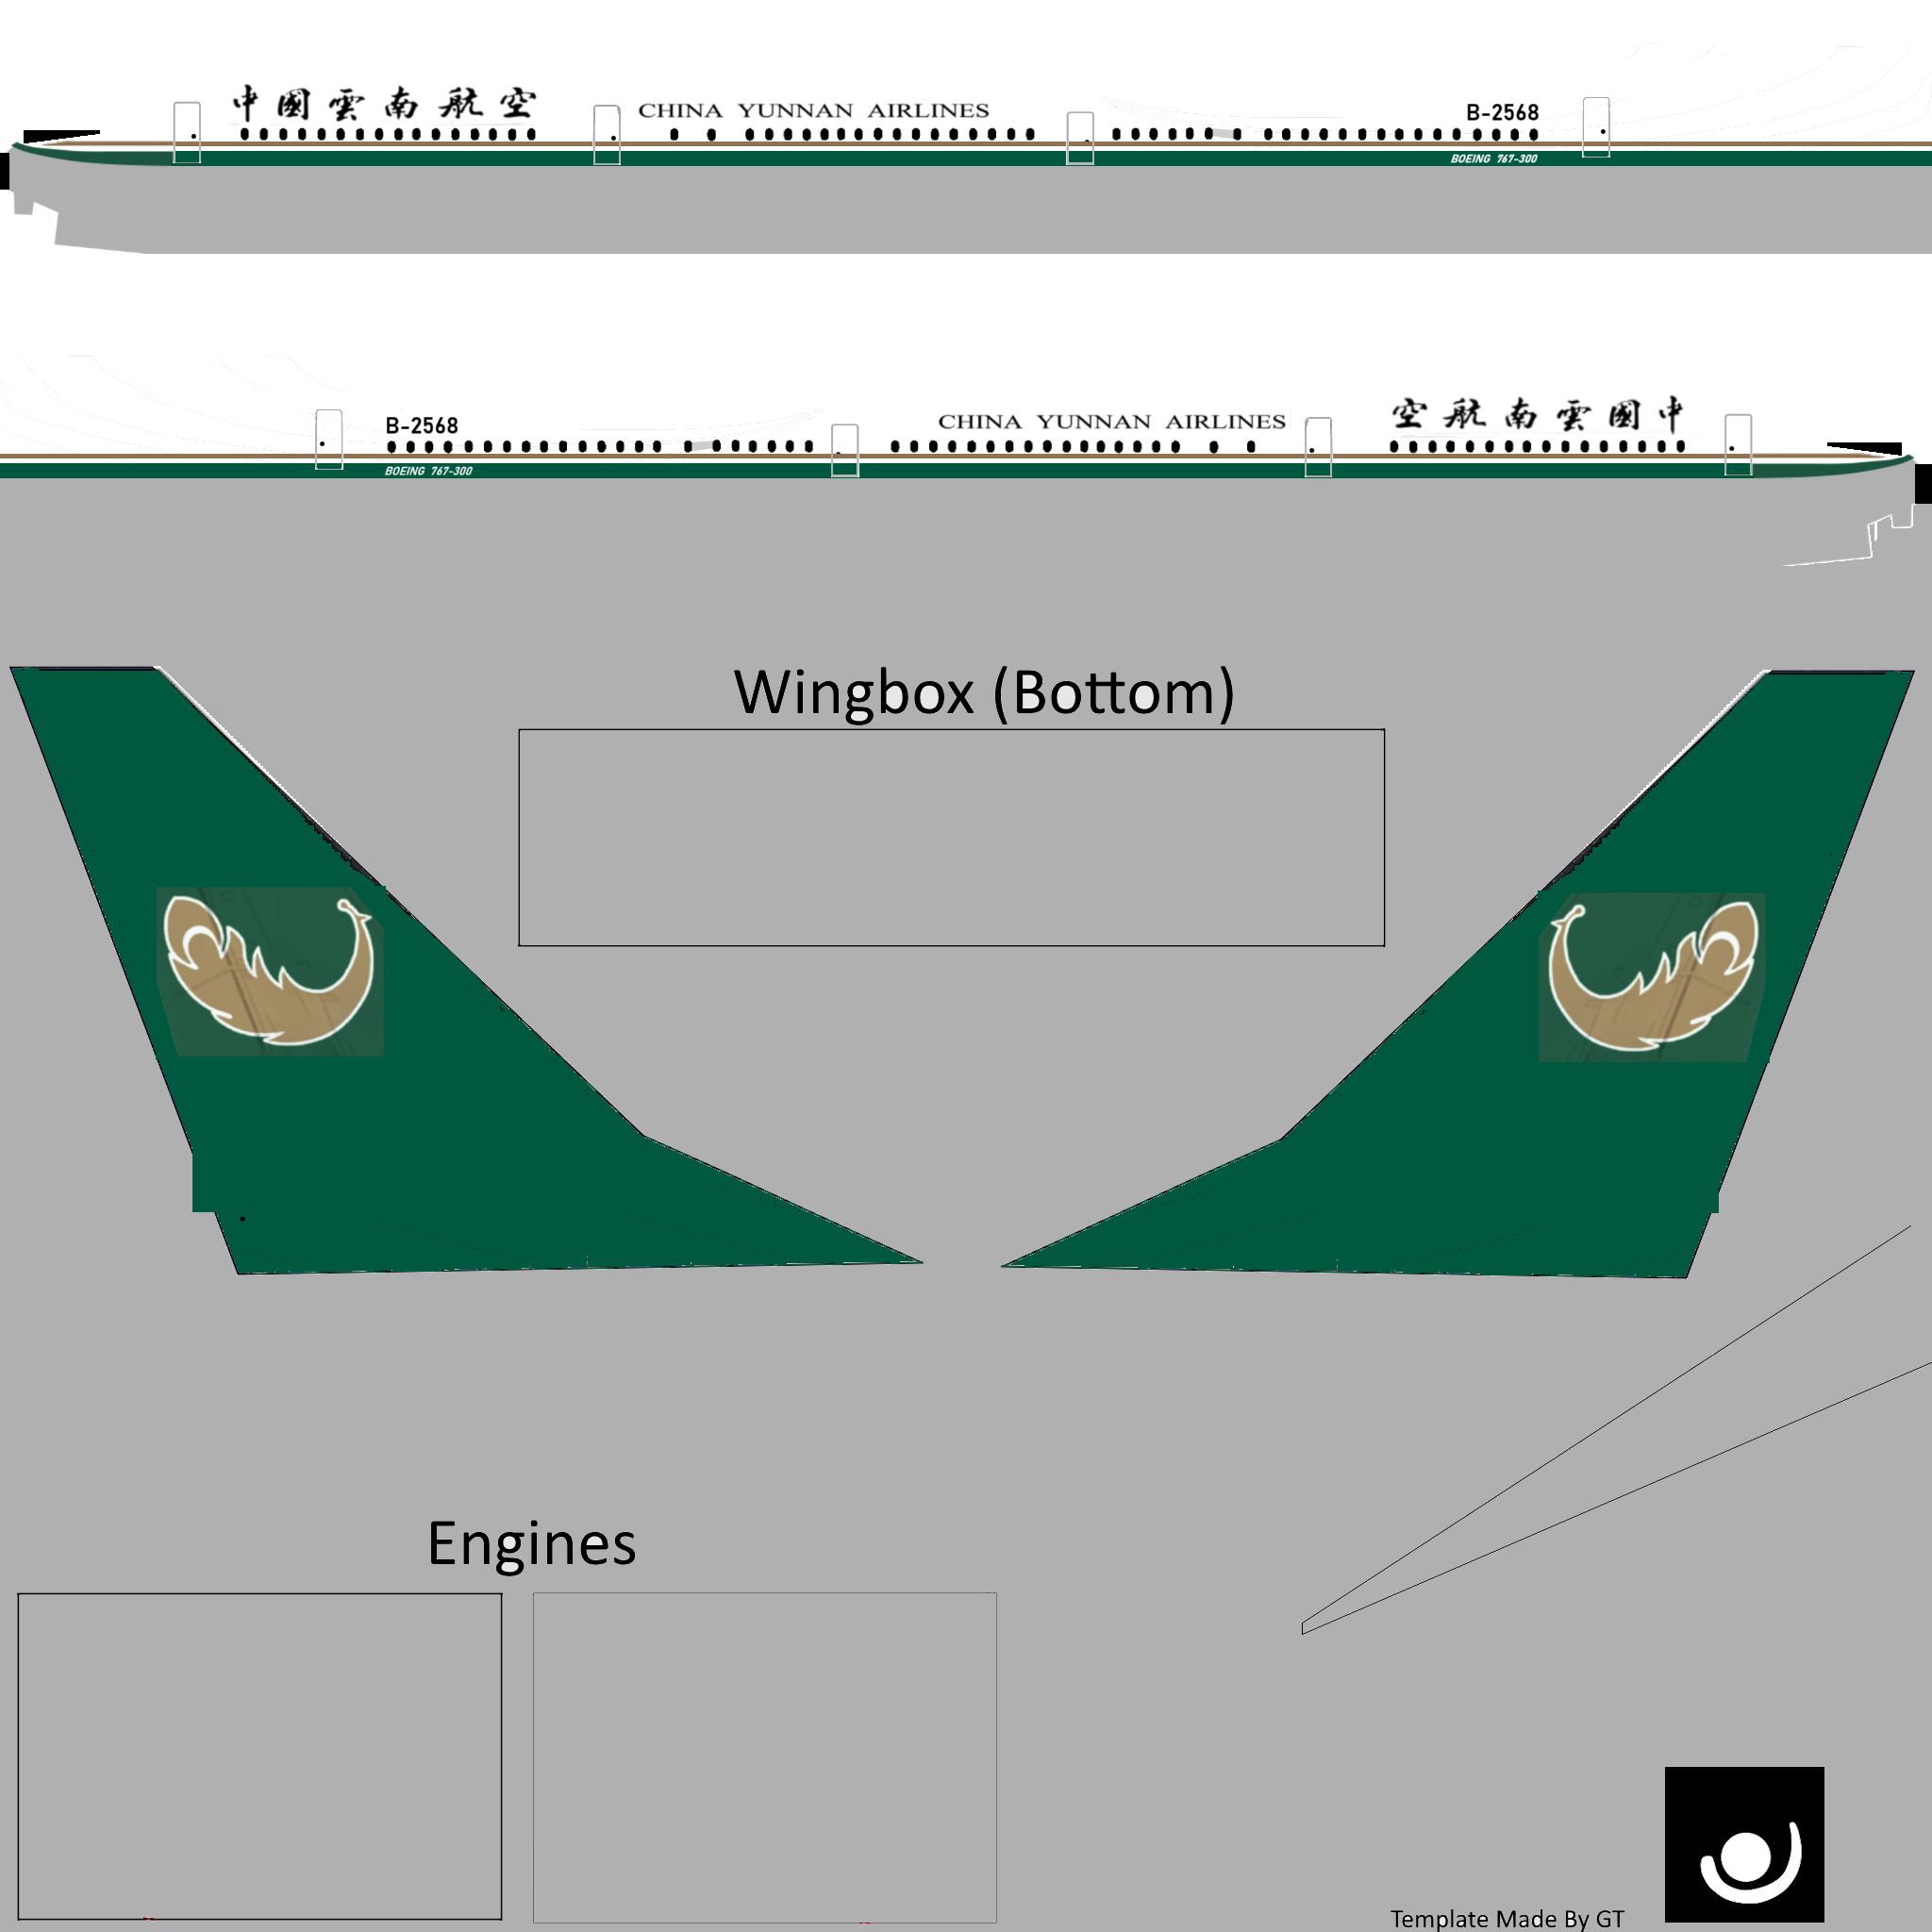 中國雲南航空 CHINA YUNNAN AIRLINES B-2568
BOEING 767-300
B-2568 CHINA YUNNAN AIRLINES 空航南雲國中
BOEING 767-300
Wingbox (Bottom)
Engines
Template Made By GT